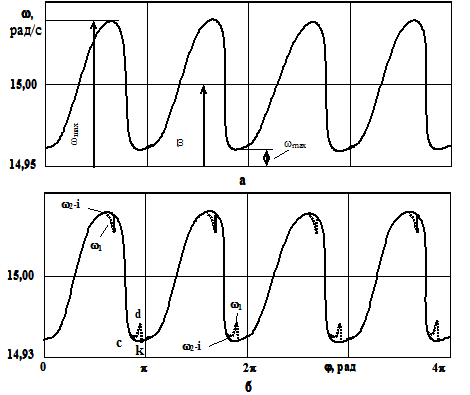 ω,
рад/с
15,00
ωmax
ω
ωmax
14,95
а
ω₂-i
ω₁
15,00
d
ω₁
c
k
ω₂-i
14,93
0
π
2π
φ, рад
4π
б